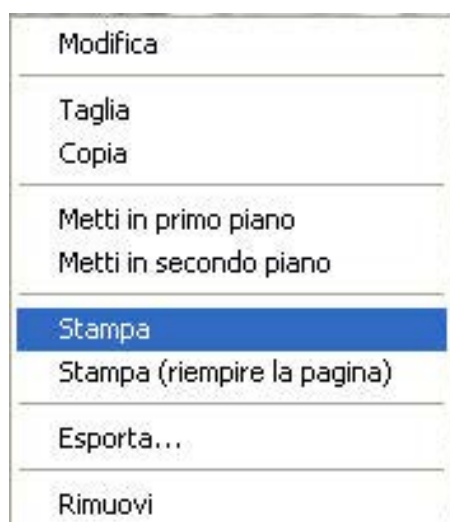 Modifica
Taglia
Copia
Metti in primo piano
Metti in secondo piano
Stampa
Stampa (riempire la pagina)
Esporta...
Rimuovi